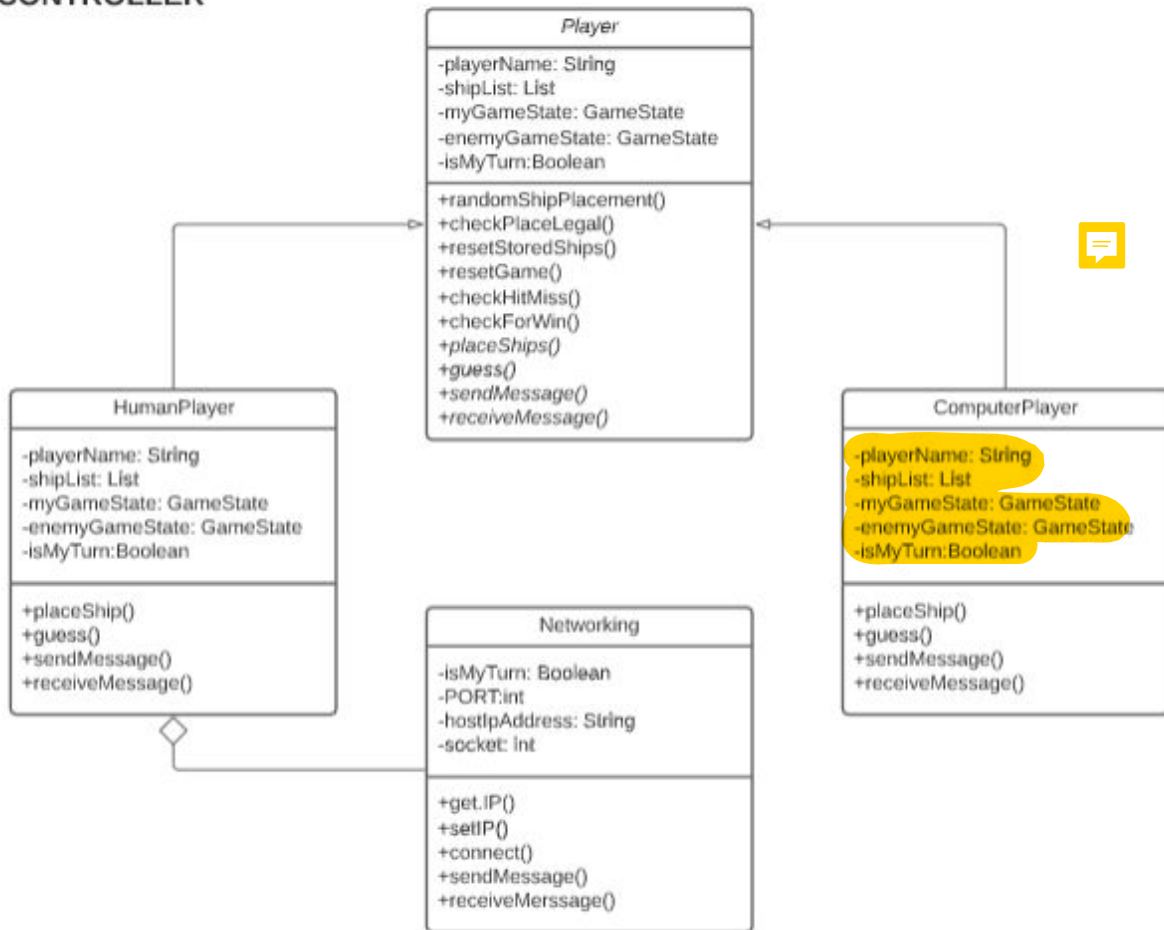 CONTROLLER
Player
-playerName: String
-shipList: List
-myGameState: GameState
-enemyGameState: GameState
-isMyTurn:Boolean
+randomShipPlacement()
+checkPlaceLegal()
+resetStoredShips()
+resetGame()
+checkHitMiss()
+checkForWin()
+placeShips()
+guess()
+sendMessage()
+receiveMessage()
HumanPlayer
-playerName: String
-shipList: List
-myGameState: GameState
-enemyGameState: GameState
-isMyTurn:Boolean
+placeShip()
+guess()
+sendMessage()
+receiveMessage()
Networking
-isMyTurn: Boolean
-PORT:int
-hostIpAddress: String
-socket: int
+get.IP()
+setIP()
+connect()
+sendMessage()
+receiveMerssage()
ComputerPlayer
-playerName: String
-shipList: List
-myGameState: GameState
-enemyGameState: GameState
-isMyTurn:Boolean
+placeShip()
+guess()
+sendMessage()
+receiveMessage()